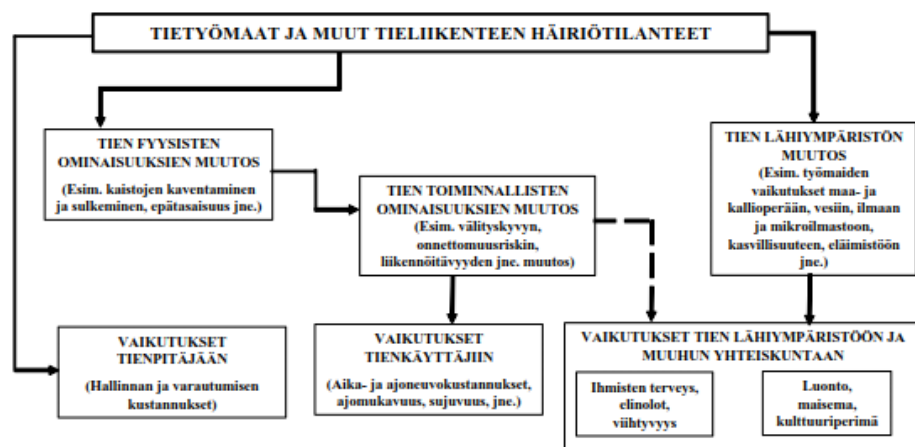 TIETYÖMAAT JA MUUT TIELIIKENTEEN HÄIRIÖTILANTEET
TIEN FYYSISTEN
OMINAISUUKSIEN MUUTOS
(Esim. kaistojen kaventaminen
ja sulkeminen, epätasaisuus jne.)
TIEN TOIMINNALLISTEN
OMINAISUUKSIEN MUUTOS
(Esim. välityskyvyn,
onnettomuusriskin,
liikennöitävyyden jne. muutos)
TIEN LÄHIYMPÄRISTÖN
MUUTOS
(Esim. työmaiden
vaikutukset maa- ja
kallioperään, vesiin, ilmaan
ja mikroilmastoon,
kasvillisuuteen, eläimistöön
jne.)
VAIKUTUKSET
TIENPITÄJÄÄN
(Hallinnan ja varautumisen
kustannukset)
VAIKUTUKSET
TIENKÄYTTÄJIIN
(Aika- ja ajoneuvokustannukset,
ajomukavuus, sujuvuus, jne.)
VAIKUTUKSET TIEN LÄHIYMPÄRISTÖÖN JA
MUUHUN YHTEISKUNTAAN
Ihmisten terveys,
elinolot,
viihtyvyys
Luonto,
maisema,
kulttuuriperimä